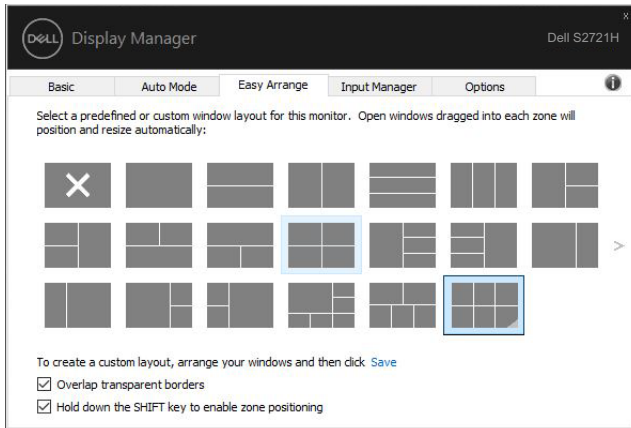 x
DELL Display Manager
Dell S2721H
Basic Auto Mode Easy Arrange Input Manager Options
Select a predefined or custom window layout for this monitor. Open windows dragged into each zone will
position and resize automatically:
To create a custom layout, arrange your windows and then click Save
Overlap transparent borders
Hold down the SHIFT key to enable zone positioning